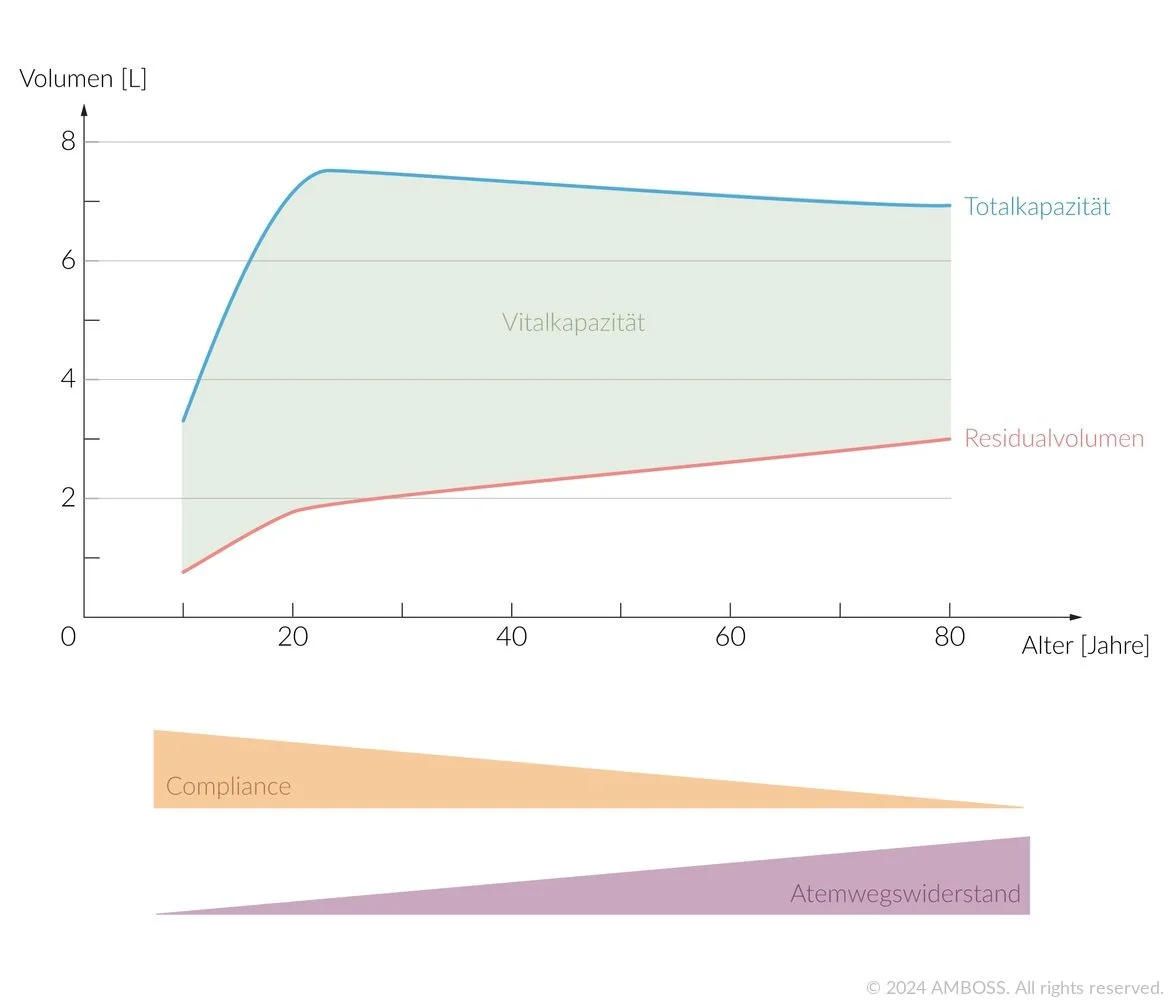 Volumen [L]
8
6
4
2
0
20
40
60
80
Alter [Jahre]
Totalkapazität
Vitalkapazität
Residualvolumen
Compliance
Atemwegswiderstand
© 2024 AMBOSS. All rights reserved.